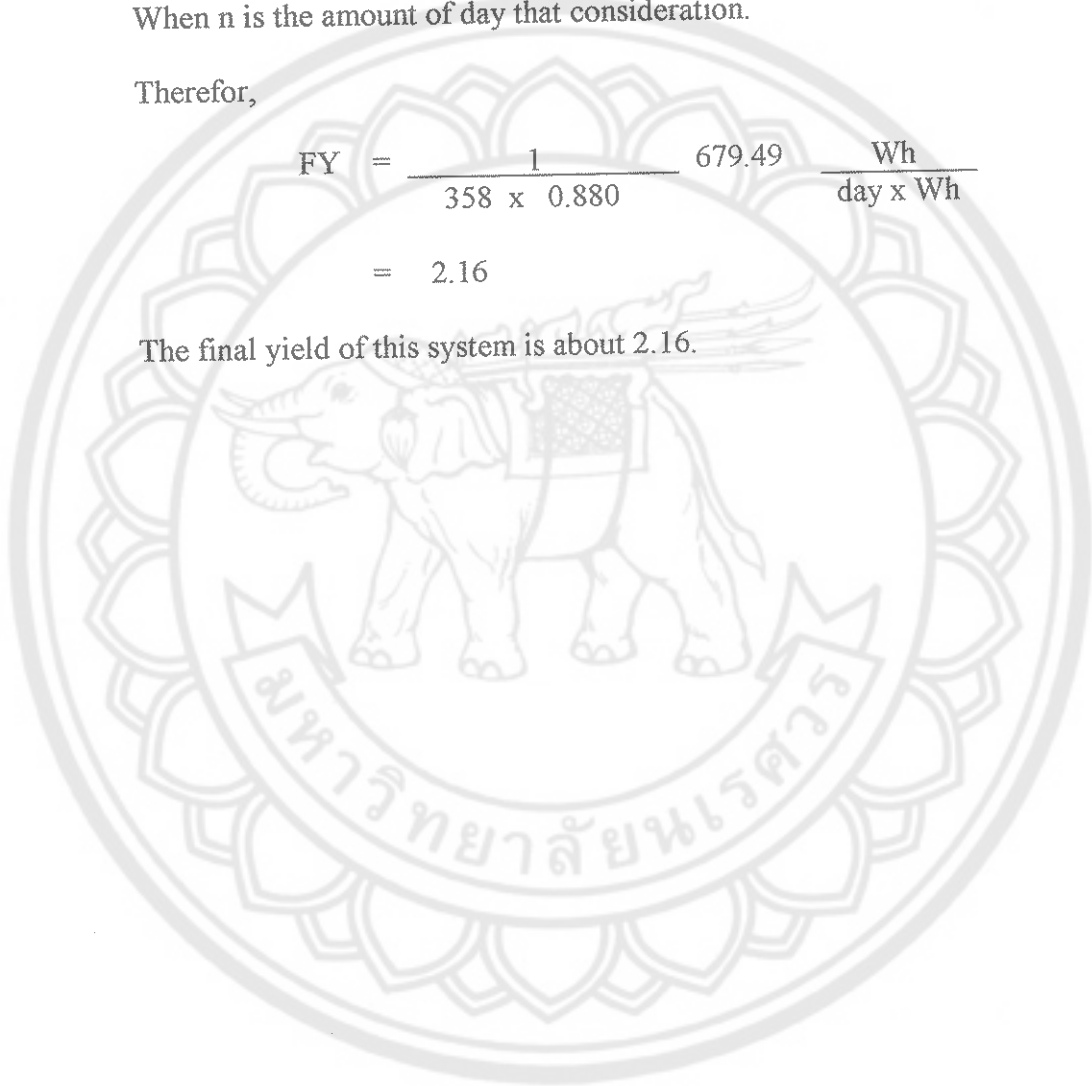 When n is the amount of day that consideration.
Therefor,
FY = 1 679.49 Wh
358 x 0.880 day x Wh
= 2.16
The final yield of this system is about 2.16.
มหาวิทยาลัยนเรศวร